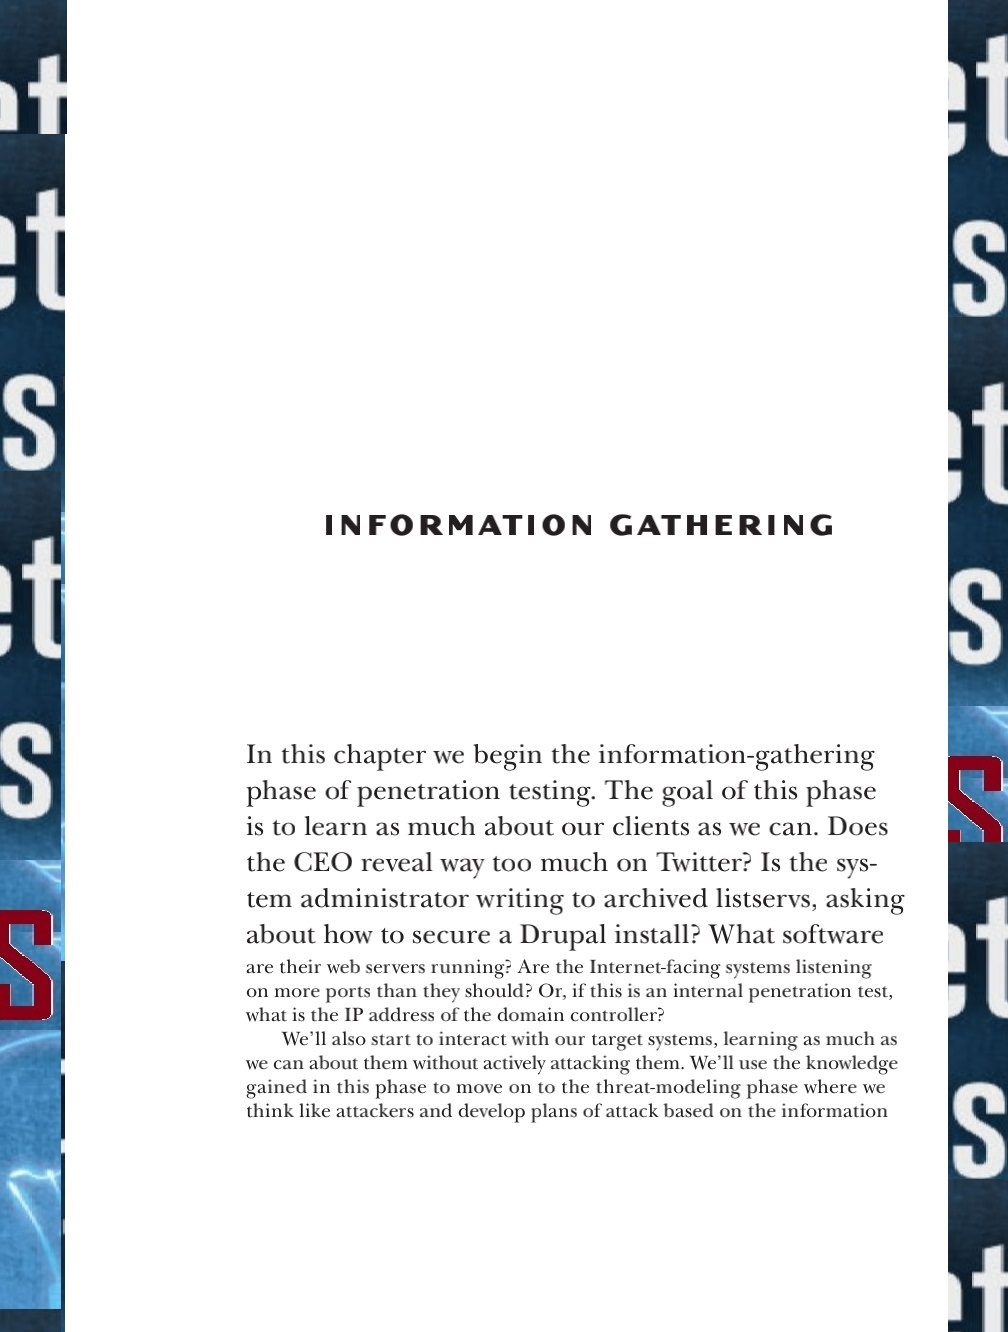 INFORMATION GATHERING
In this chapter we begin the information-gathering
phase of penetration testing. The goal of this phase
is to learn as much about our clients as we can. Does
the CEO reveal way too much on Twitter? Is the sys-
tem administrator writing to archived listservs, asking
about how to secure a Drupal install? What software
are their web servers running? Are the Internet-facing systems listening
on more ports than they should? Or, if this is an internal penetration test,
what is the IP address of the domain controller?
We’ll also start to interact with our target systems, learning as much as
we can about them without actively attacking them. We’ll use the knowledge
gained in this phase to move on to the threat-modeling phase where we
think like attackers and develop plans of attack based on the information